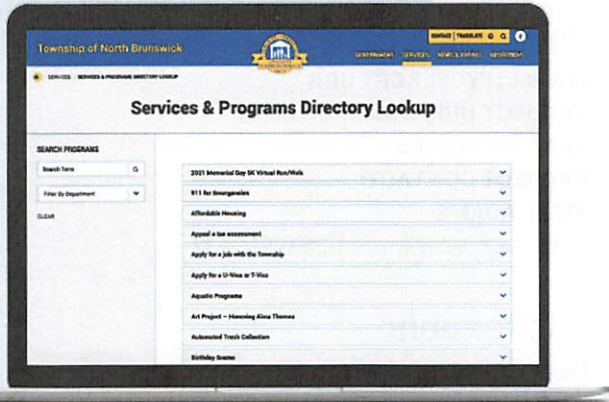 CONTACT TRANSLATE
Township of North Brunswick
GOVERNMENT SERVICES NEWS & EVENTS
SERVICES SERVICES & PROGRAMS DIRECTORY LOOKUP
Services & Programs Directory Lookup
SEARCH PROGRAMS
Search Term
Filter By Department
CLEAR
2021 Memorial Day 5K Virtual Run/Walk
911 for Emergencies
Affordable Housing
Appeal a tax assessment
Apply for a job with the Township
Apply for a U-Visa or T-Visa
Aquatic Programs
Art Project – Honoring Alma Thomas
Automated Trash Collection
Birthday Soaree